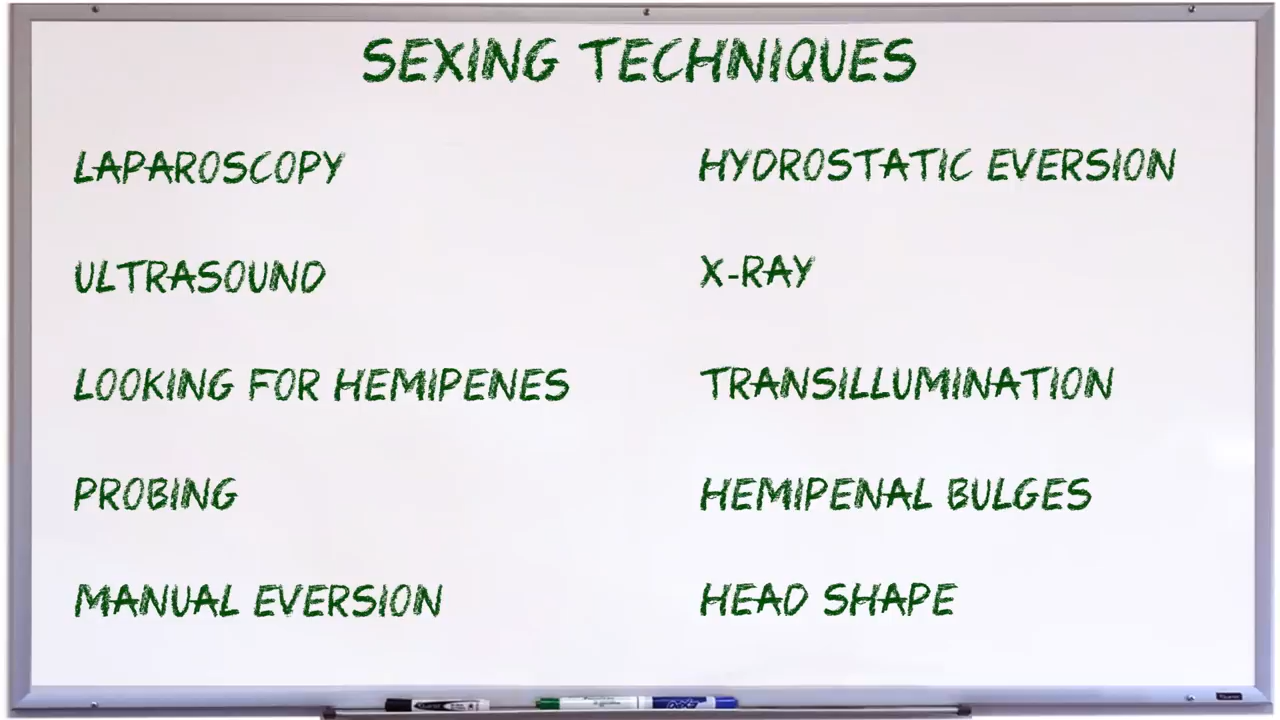 SEXING TECHNIQUES
LAPAROSCOPY
ULTRASOUND
LOOKING FOR HEMIPENES
PROBING
MANUAL EVERSION
HYDROSTATIC EVERSION
X-RAY
TRANSILLUMINATION
HEMIPENAL BULGES
HEAD SHAPE